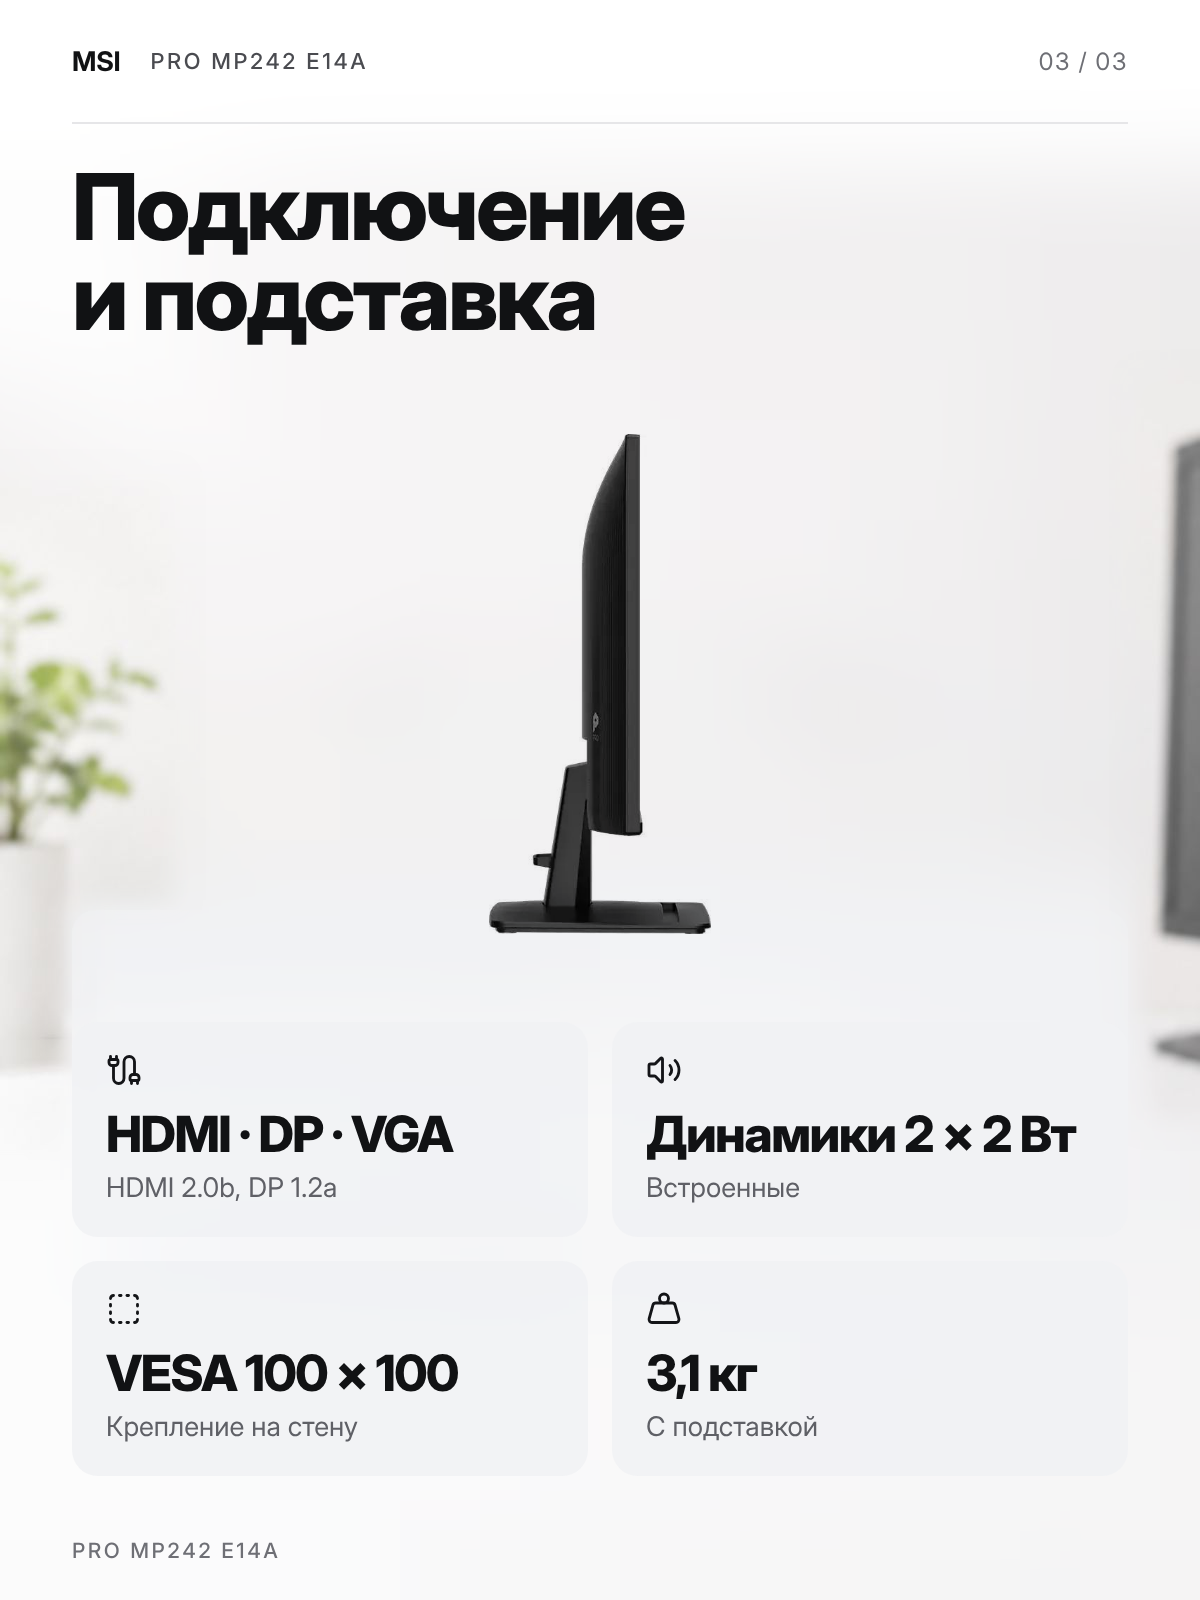 MSI PRO MP242 E14A 03 / 03
Подключение
и подставка
HDMI · DP · VGA
HDMI 2.0b, DP 1.2a
Динамики 2 × 2 Вт
Встроенные
VESA 100 × 100
Крепление на стену
3,1 кг
С подставкой
PRO MP242 E14A